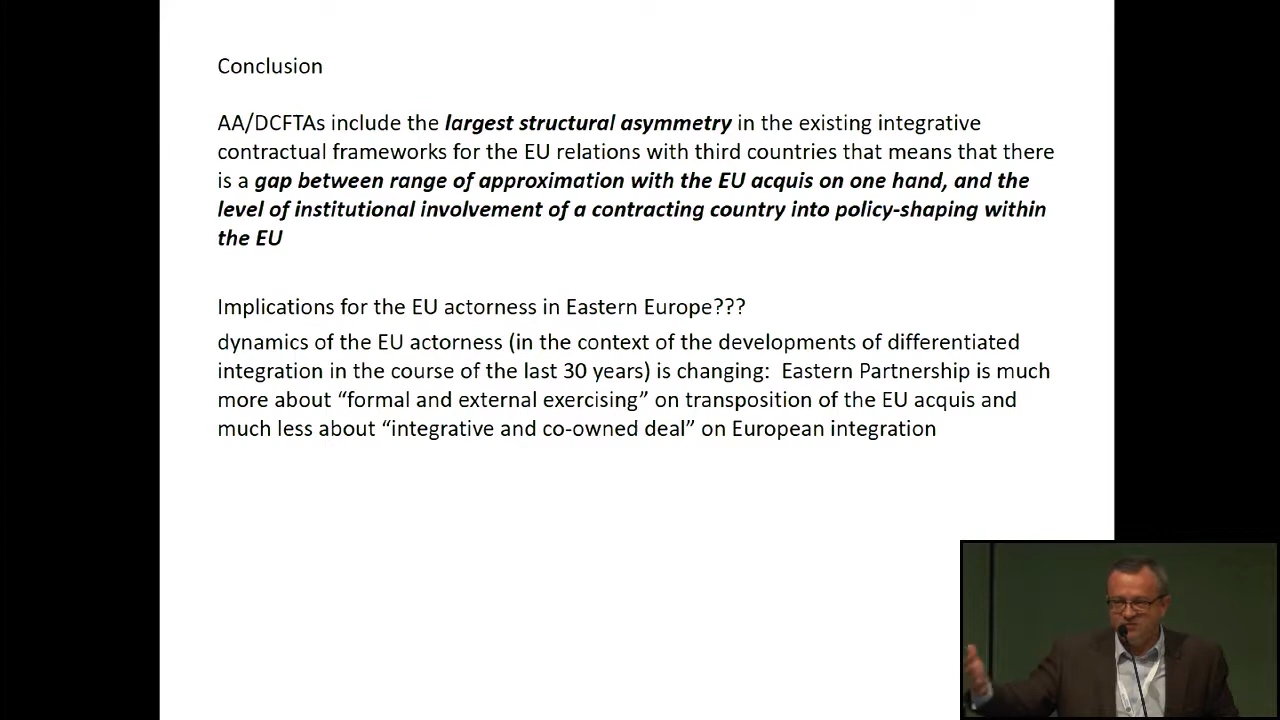 Conclusion
AA/DCFTAs include the largest structural asymmetry in the existing integrative
contractual frameworks for the EU relations with third countries that means that there
is a gap between range of approximation with the EU acquis on one hand, and the
level of institutional involvement of a contracting country into policy-shaping within
the EU
Implications for the EU actorness in Eastern Europe???
dynamics of the EU actorness (in the context of the developments of differentiated
integration in the course of the last 30 years) is changing:  Eastern Partnership is much
more about “formal and external exercising” on transposition of the EU acquis and
much less about “integrative and co-owned deal” on European integration